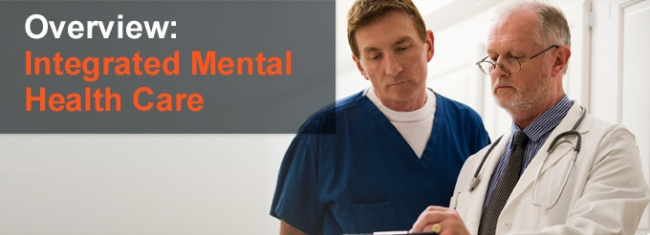 Overview:
Integrated Mental
Health Care